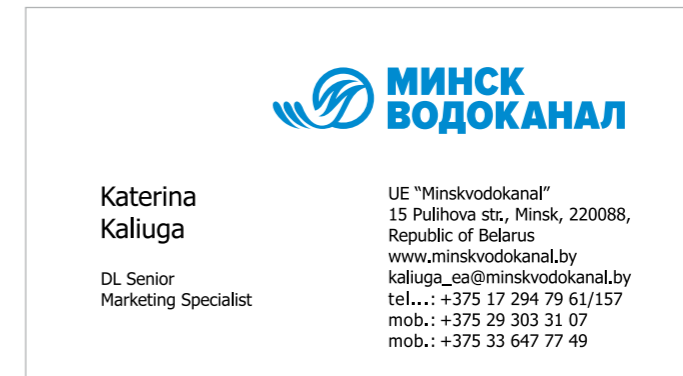 МИНСК
ВОДОКАНАЛ
Katerina
Kaliuga
DL Senior
Marketing Specialist
UE “Minskvodokanal”
15 Pulihova str., Minsk, 220088,
Republic of Belarus
www.minskvodokanal.by
kaliuga_ea@minskvodokanal.by
tel...: +375 17 294 79 61/157
mob.: +375 29 303 31 07
mob.: +375 33 647 77 49